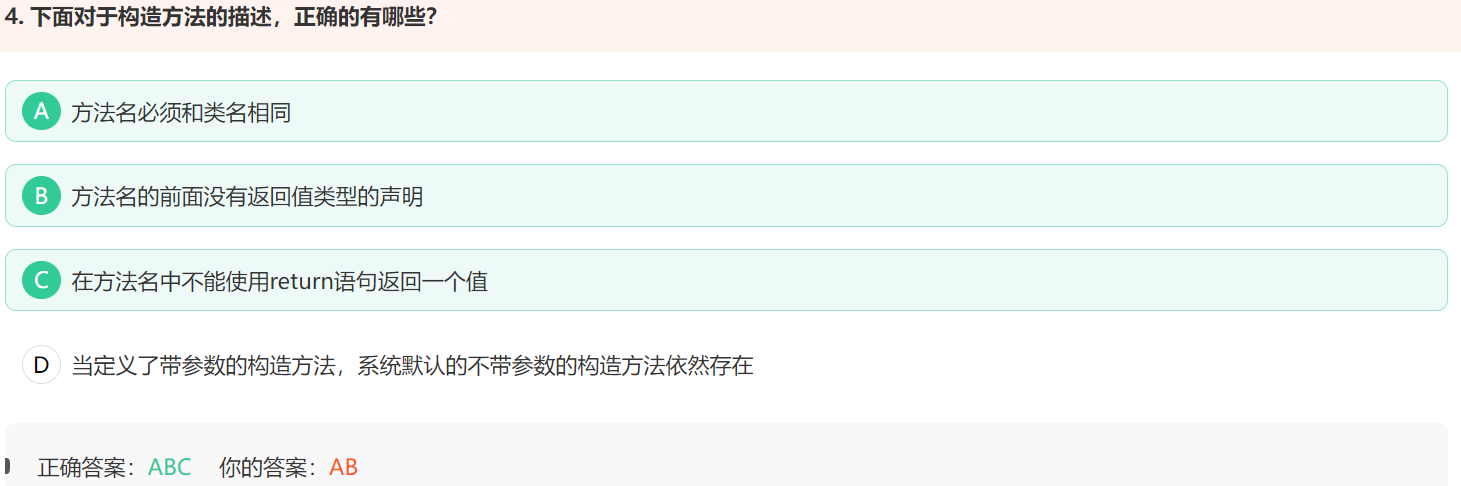 4. 下面对于构造方法的描述，正确的有哪些？
A 方法名必须和类名相同
B 方法名的前面没有返回值类型的声明
C 在方法名中不能使用return语句返回一个值
D 当定义了带参数的构造方法，系统默认的不带参数的构造方法依然存在
正确答案：ABC 你的答案：AB